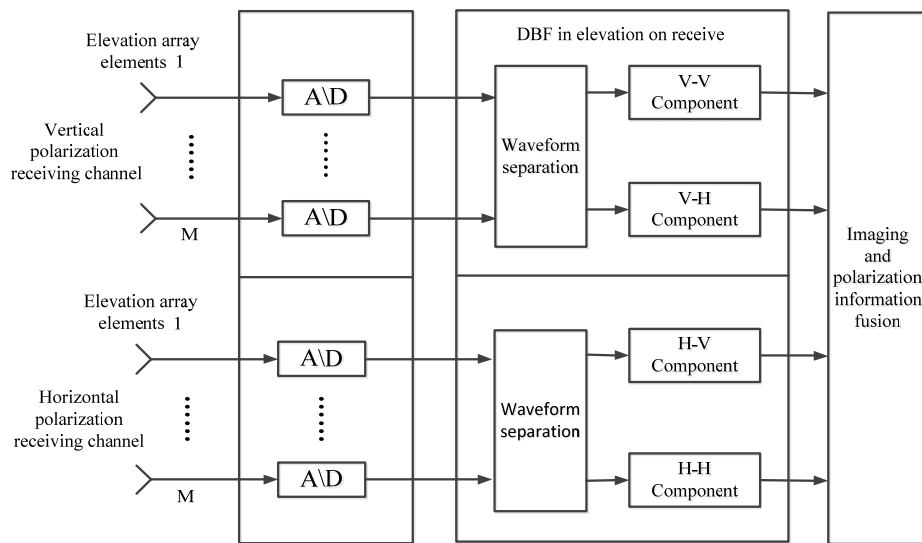 DBF in elevation on receive
Elevation array
elements 1
A\D
V-V
Component
Vertical
polarization
receiving channel
Waveform
separation
M
A\D
V-H
Component
Imaging
and
polarization
information
fusion
Elevation array
elements 1
A\D
H-V
Component
Horizontal
polarization
receiving channel
Waveform
separation
M
A\D
H-H
Component